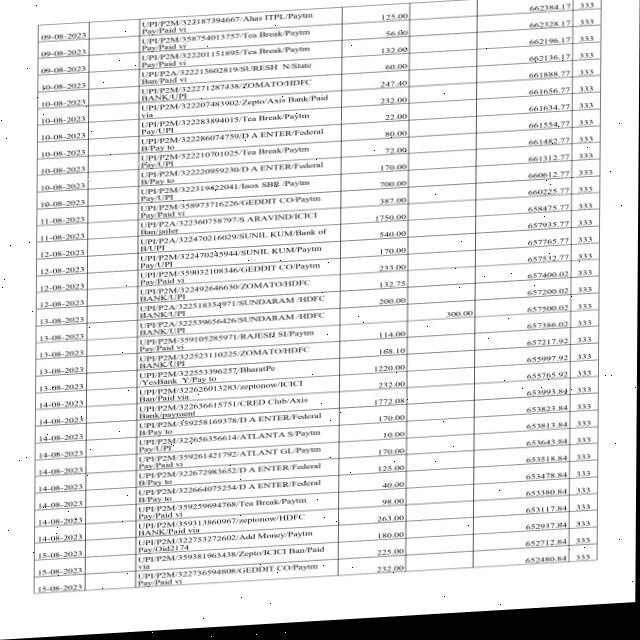 09-08-2023 UPI/P2M/322187394667/Ahas ITPL/Paytm 125.00 662384.17 333
Pay/Paid vi
09-08-2023 UPI/P2M/358754013757/Tea Break/Paytm 56.00 662328.17 333
Pay/Paid vi
09-08-2023 UPI/P2M/322201151895/Tea Break/Paytm 132.00 662196.17 333
Pay/Paid vi
10-08-2023 UPI/P2A/322215602819/SURESH N/State 60.00 662136.17 333
Ban/Paid vi
10-08-2023 UPI/P2M/322271287438/ZOMATO/HDFC 247.40 661888.77 333
BANK/UPI
10-08-2023 UPI/P2M/322207483902/Zepto/Axis Bank/Paid 232.00 661656.77 333
via
10-08-2023 UPI/P2M/322283894015/Tea Break/Paytm 22.00 661634.77 333
Pay/UPI
10-08-2023 UPI/P2M/322286074759/D A ENTER/Federal 80.00 661554.77 333
B/Pay to
10-08-2023 UPI/P2M/322210701025/Tea Break/Paytm 72.00 661482.77 333
Pay/UPI
10-08-2023 UPI/P2M/322220959230/D A ENTER/Federal 170.00 661312.77 333
B/Pay to
10-08-2023 UPI/P2M/322319422041/Inox SBR /Paytm 700.00 660612.77 333
Pay/UPI
11-08-2023 UPI/P2M/358973716226/GEDDIT CO/Paytm 387.00 660225.77 333
Pay/Paid vi
11-08-2023 UPI/P2A/322360758797/S ARAVIND/ICICI 1750.00 658475.77 333
Ban/jailer
12-08-2023 UPI/P2A/322470216029/SUNIL KUM/Bank of 540.00 657935.77 333
B/UPI
12-08-2023 UPI/P2M/322470245944/SUNIL KUM/Paytm 170.00 657765.77 333
Pay/UPI
12-08-2023 UPI/P2M/359032108346/GEDDIT CO/Paytm 233.00 657532.77 333
Pay/Paid vi
12-08-2023 UPI/P2M/322492646630/ZOMATO/HDFC 132.75 657400.02 333
BANK/UPI
13-08-2023 UPI/P2A/322518354971/SUNDARAM /HDFC 200.00 657200.02 333
BANK/UPI
13-08-2023 UPI/P2A/322539656426/SUNDARAM /HDFC 300.00 657500.02 333
BANK/UPI
13-08-2023 UPI/P2M/359105285971/RAJESH SI/Paytm 114.00 657386.02 333
Pay/Paid vi
13-08-2023 UPI/P2M/322523110225/ZOMATO/HDFC 168.10 657217.92 333
BANK/UPI
13-08-2023 UPI/P2M/322553396257/BharatPe 1220.00 655997.92 333
/YesBank_Y/Pay to
14-08-2023 UPI/P2M/322626013283/zeptonow/ICICI 232.00 655765.92 333
Ban/Paid via
14-08-2023 UPI/P2M/322636615751/CRED Club/Axis 1772.08 653993.84 333
Bank/payment
14-08-2023 UPI/P2M/359258169378/D A ENTER/Federal 170.00 653823.84 333
B/Pay to
14-08-2023 UPI/P2M/322656356614/ATLANTA S/Paytm 10.00 653813.84 333
Pay/UPI
14-08-2023 UPI/P2M/359261421792/ATLANT GL/Paytm 170.00 653643.84 333
Pay/Paid vi
14-08-2023 UPI/P2M/322672983652/D A ENTER/Federal 125.00 653518.84 333
B/Pay to
14-08-2023 UPI/P2M/322664075254/D A ENTER/Federal 40.00 653478.84 333
B/Pay to
14-08-2023 UPI/P2M/359259694768/Tea Break/Paytm 98.00 653380.84 333
Pay/Paid vi
14-08-2023 UPI/P2M/359313860967/zeptonow/HDFC 263.00 653117.84 333
BANK/Paid via
15-08-2023 UPI/P2M/322753272602/Add Money/Paytm 180.00 652937.84 333
Pay/Oid2174
15-08-2023 UPI/P2M/359381963438/Zepto/ICICI Ban/Paid 225.00 652712.84 333
via
15-08-2023 UPI/P2M/322736594808/GEDDIT CO/Paytm 232.00 652480.84 333
Pay/Paid vi